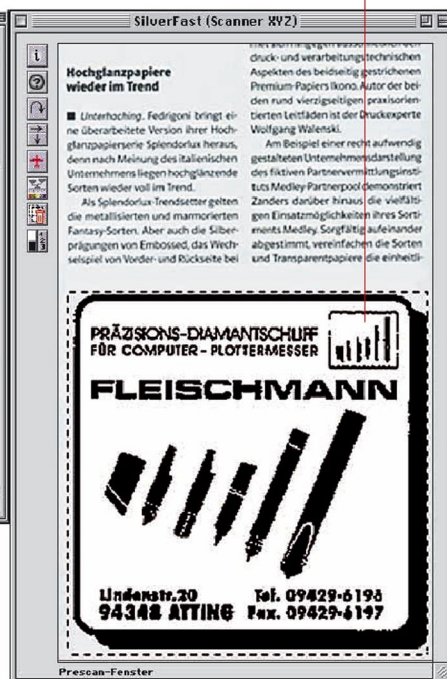 SilverFast (Scanner XYZ)
Hochglanzpapiere
wieder im Trend
Unterhaching. Fedrigoni bringt ei-
ne überarbeitete Version ihrer Hoch-
glanzpapierserie Splendorlux heraus,
denn nach Meinung des italienischen
Unternehmens liegen hochglänzende
Sorten wieder voll im Trend.
Als Splendorlux-Trendsetter gelten
die metallisierten und marmorierten
Fantasy-Sorten. Aber auch die Silber-
prägungen von Embossed, das Wech-
selspiel von Vorder- und Rückseite bei
druck- und verarbeitungstechnischen
Aspekten des beidseitig gestrichenen
Premium-Papiers Ikono. Autor der bei-
den rund vierzigseitigen praxisorien-
tierten Leitfäden ist der Druckexperte
Wolfgang Walenski.
Am Beispiel einer recht aufwendig
gestalteten Unternehmensdarstellung
des fiktiven Partnervermittlungsinsti-
tuts Medley Partnerpool demonstriert
Zanders darüber hinaus die vielfälti-
gen Einsatzmöglichkeiten ihres Sorti-
ments Medley. Sorgfältig aufeinander
abgestimmt, vereinfachen die Sorten
und Transparentpapiere die einheitli-
PRÄZISIONS-DIAMANTSCHLIFF
FÜR COMPUTER-PLOTTERMESSER
FLEISCHMANN
Lindenstr.20 Tel. 09429-6196
94348 ATTING Fax. 09429-6197
Prescan-Fenster